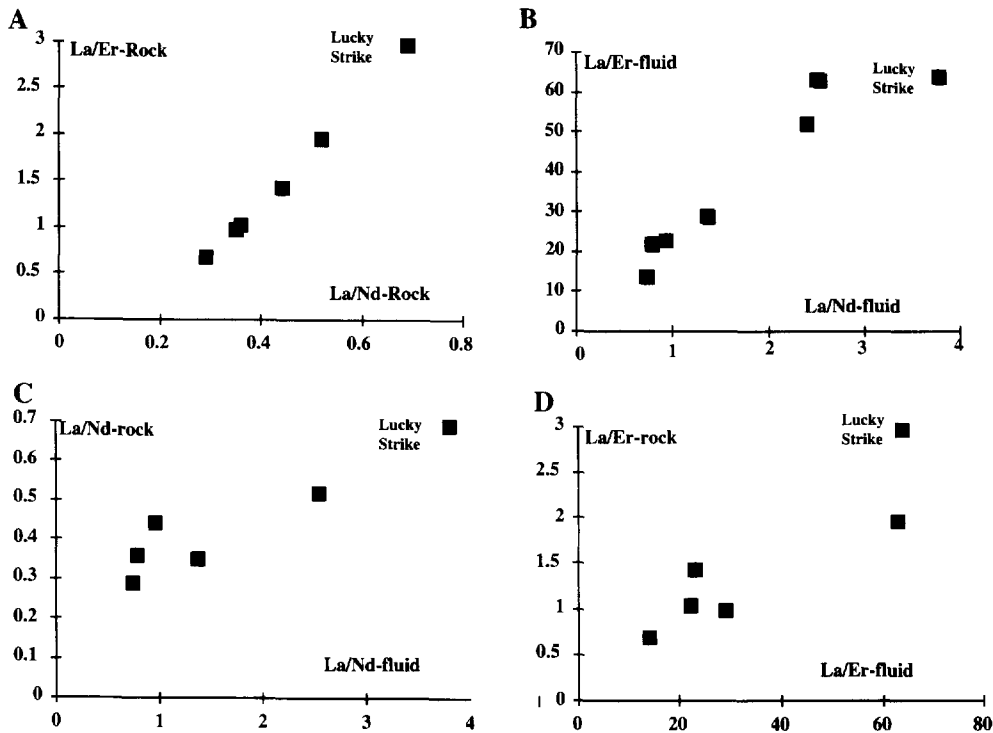 A
La/Er-Rock
Lucky
Strike
3
2
1.5
1
0.5
0
0
0.2
0.4
0.6
0.8
La/Nd-Rock
B
La/Er-fluid
Lucky
Strike
70
60
50
40
30
20
10
0
0
1
2
3
4
La/Nd-fluid
C
La/Nd-rock
Lucky
Strike
0.7
0.6
0.5
0.4
0.3
0.2
0.1
0
0
1
2
3
4
La/Nd-fluid
D
La/Er-rock
Lucky
Strike
3
2.5
2
1.5
1
0.5
0
0
20
40
60
80
La/Er-fluid